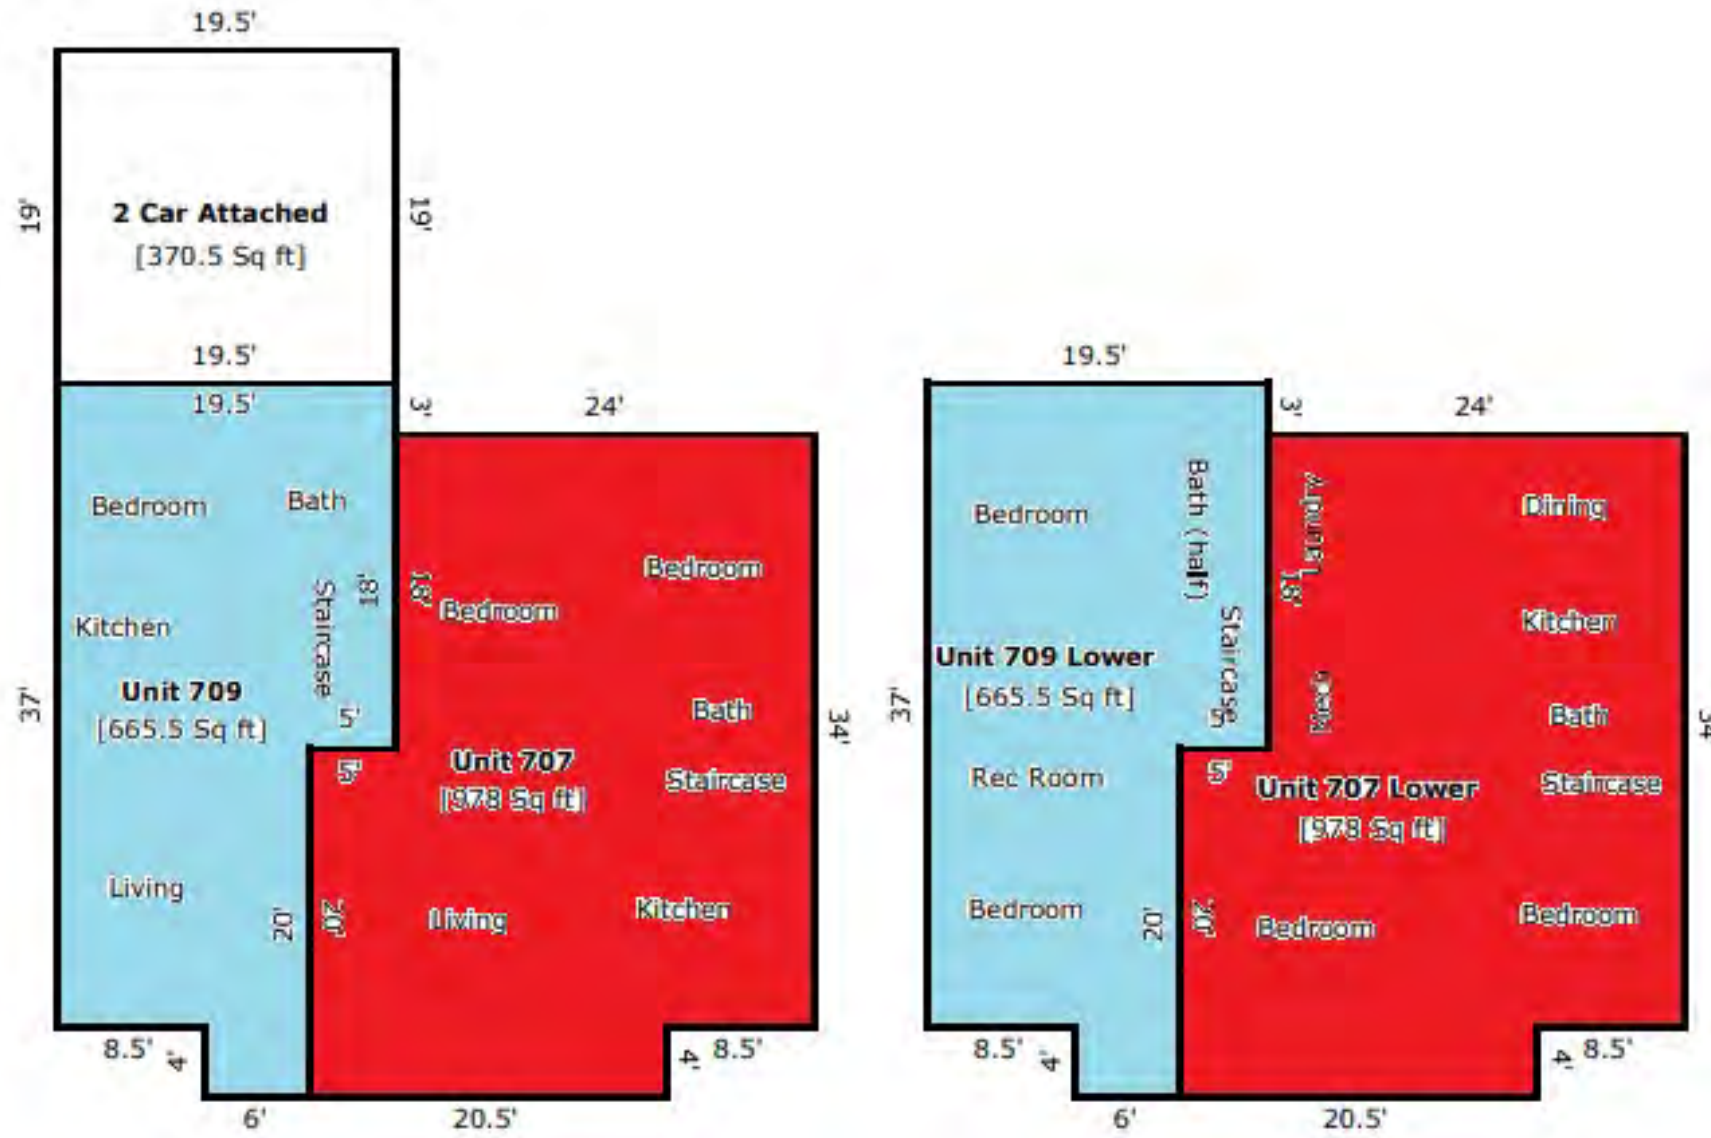 19.5'
19'
19'
2 Car Attached
[370.5 Sq ft]
19.5'
19.5'
3'
24'
Bedroom
Bath
Kitchen
Staircase
18'
Unit 709
[665.5 Sq ft]
37'
5'
Living
20'
8.5'
4'
6'
18'
Bedroom
Bedroom
Bath
Unit 707
[978 Sq ft]
Staircase
5'
34'
20'
Living
Kitchen
4'
8.5'
20.5'
19.5'
3'
24'
Bedroom
Bath (half)
Staircase
Unit 709 Lower
[665.5 Sq ft]
37'
5'
Rec Room
Bedroom
20'
8.5'
4'
6'
Laundry
18'
Dining
Kitchen
Bath
Staircase
5'
Unit 707 Lower
[978 Sq ft]
34'
20'
Bedroom
Bedroom
4'
8.5'
20.5'